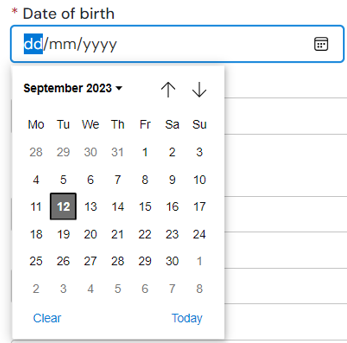 * Date of birth
dd/mm/yyyy
September 2023
Mo Tu We Th Fr Sa Su
28 29 30 31 1 2 3
4 5 6 7 8 9 10
11 12 13 14 15 16 17
18 19 20 21 22 23 24
25 26 27 28 29 30 1
2 3 4 5 6 7 8
Clear Today